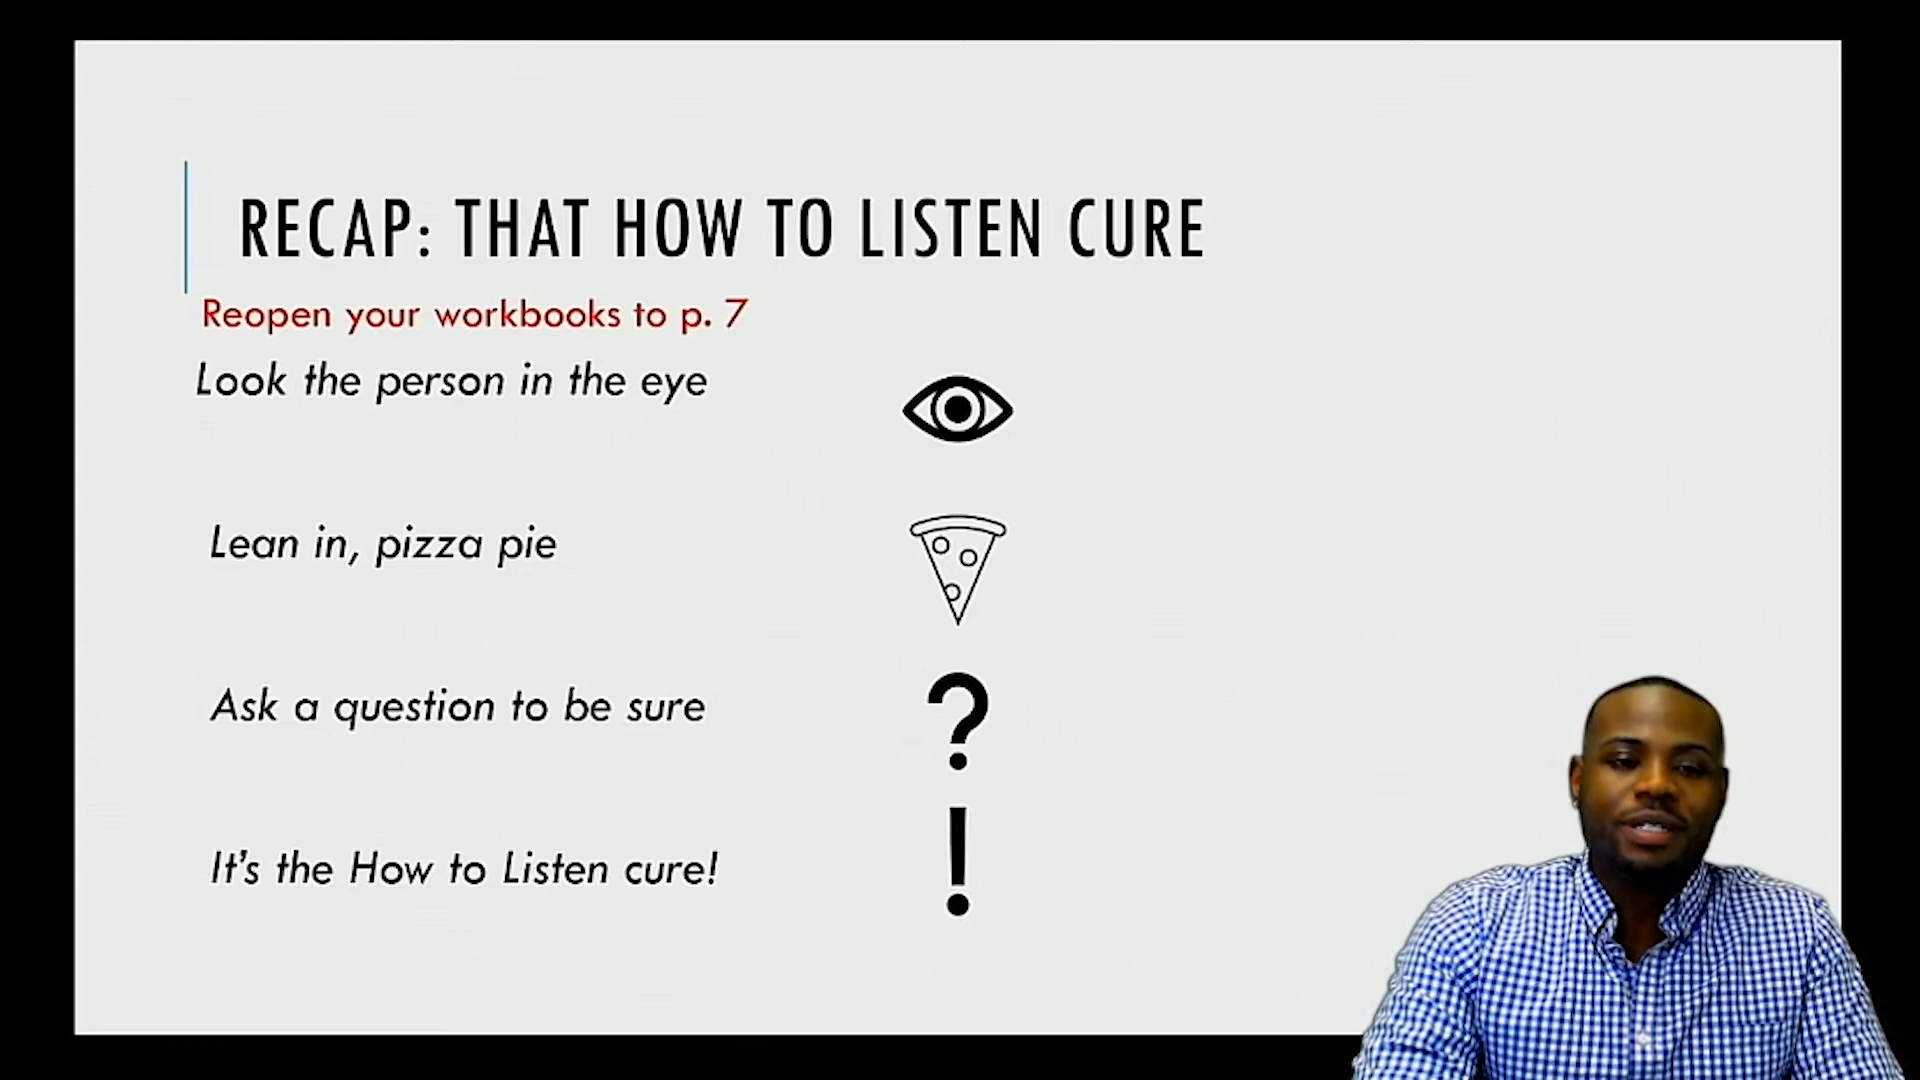 RECAP: THAT HOW TO LISTEN CURE
Reopen your workbooks to p. 7
Look the person in the eye
Lean in, pizza pie
Ask a question to be sure
?
It's the How to Listen cure!
!